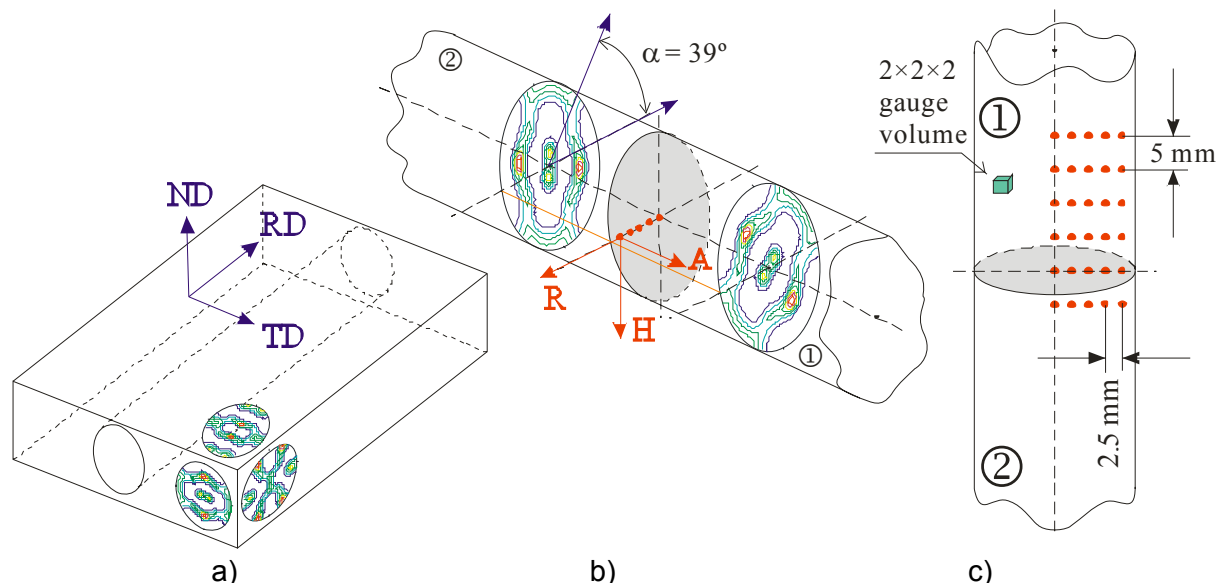 ND
RD
TD
a)
②
α = 39º
A
R
H
①
b)
2×2×2
gauge
volume
①
5 mm
2.5 mm
②
c)